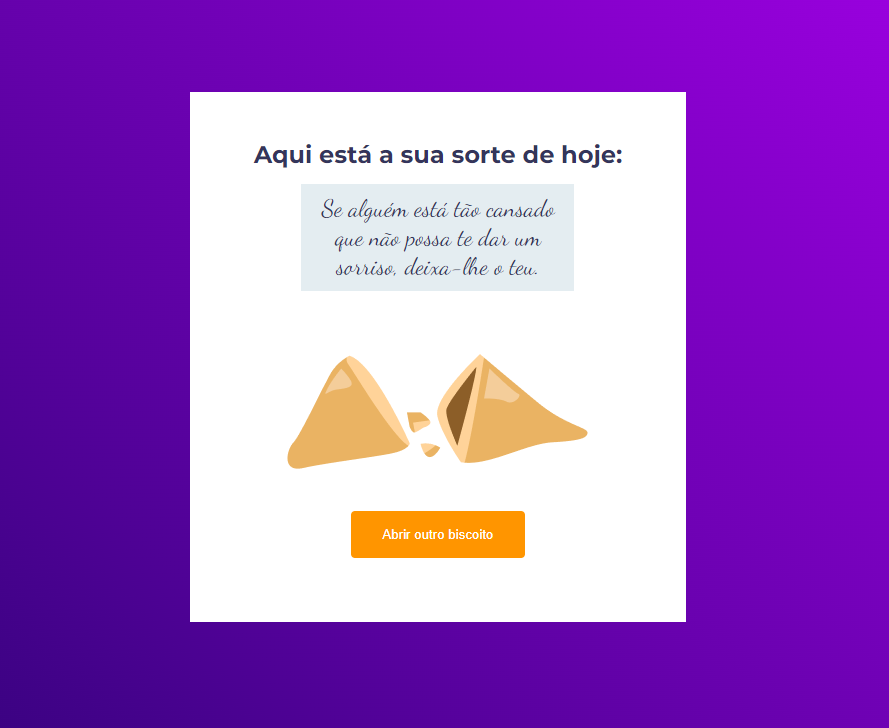 Aqui está a sua sorte de hoje:
Se alguém está tão cansado
que não possa te dar um
sorriso, deixa-lhe o teu.
Abrir outro biscoito